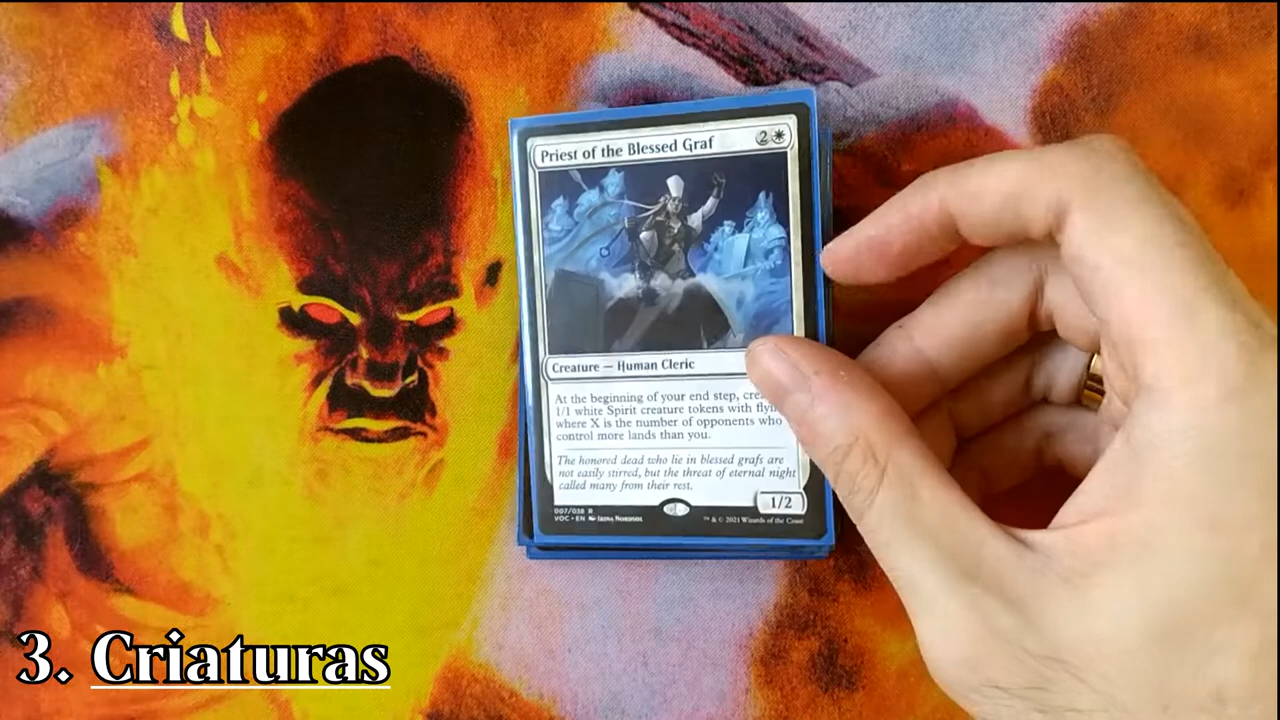 Priest of the Blessed Graf
2
Creature — Human Cleric
At the beginning of your end step,
1/1 white Spirit creature tokens with
where X is the number of opponents who
control more lands than you.
The honored dead who lie in blessed grafs are
not easily stirred, but the threat of eternal night
called many from their rest.
1/2
007/038 R
VOC • EN
™ & © 2021 Wizards of the Coast
3. Criaturas